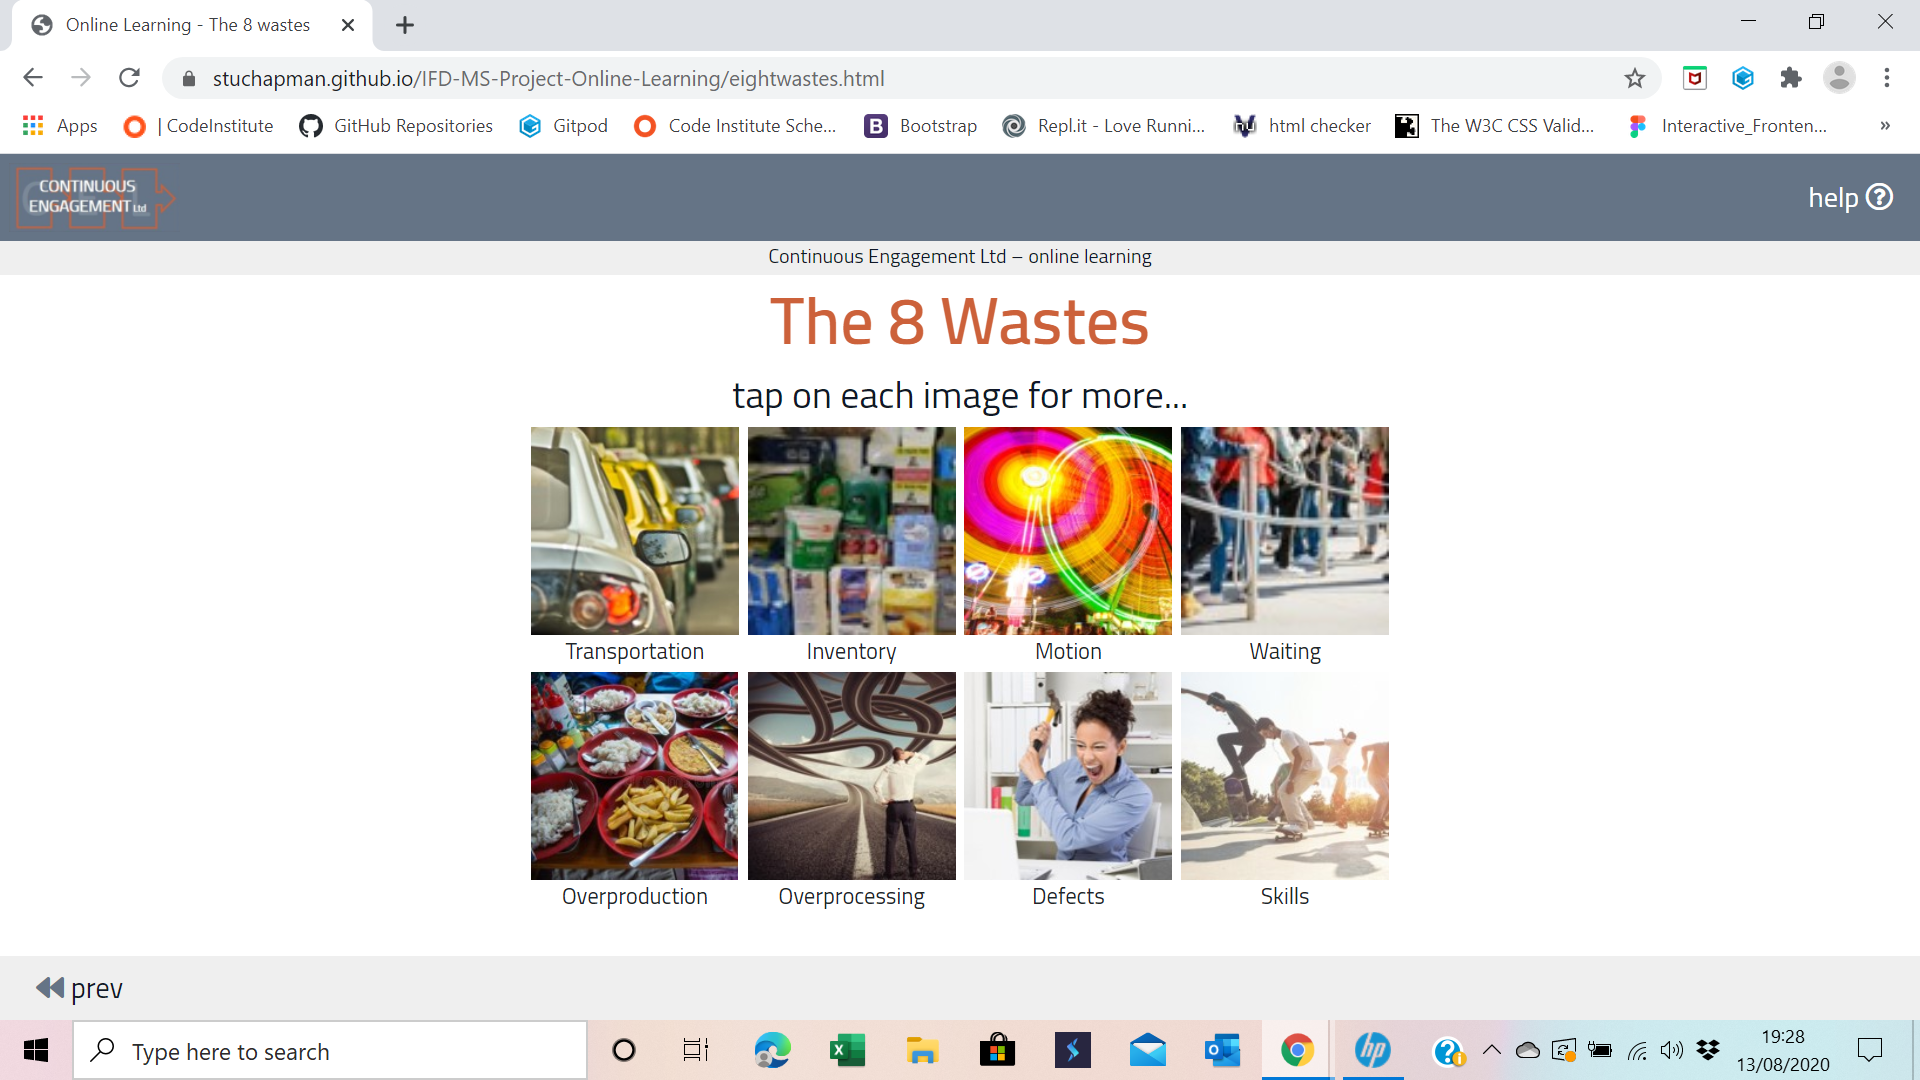 Online Learning - The 8 wastes
stuchapman.github.io/IFD-MS-Project-Online-Learning/eightwastes.html
Apps
| CodeInstitute
GitHub Repositories
Gitpod
Code Institute Sche...
B
Bootstrap
Repl.it - Love Runni...
html checker
The W3C CSS Valid...
Interactive_Fronten...
»
CONTINUOUS
ENGAGEMENT Ltd
help ?
Continuous Engagement Ltd – online learning
The 8 Wastes
tap on each image for more...
Transportation
Inventory
Motion
Waiting
Overproduction
Overprocessing
Defects
Skills
prev
Type here to search
hp
19:28
13/08/2020